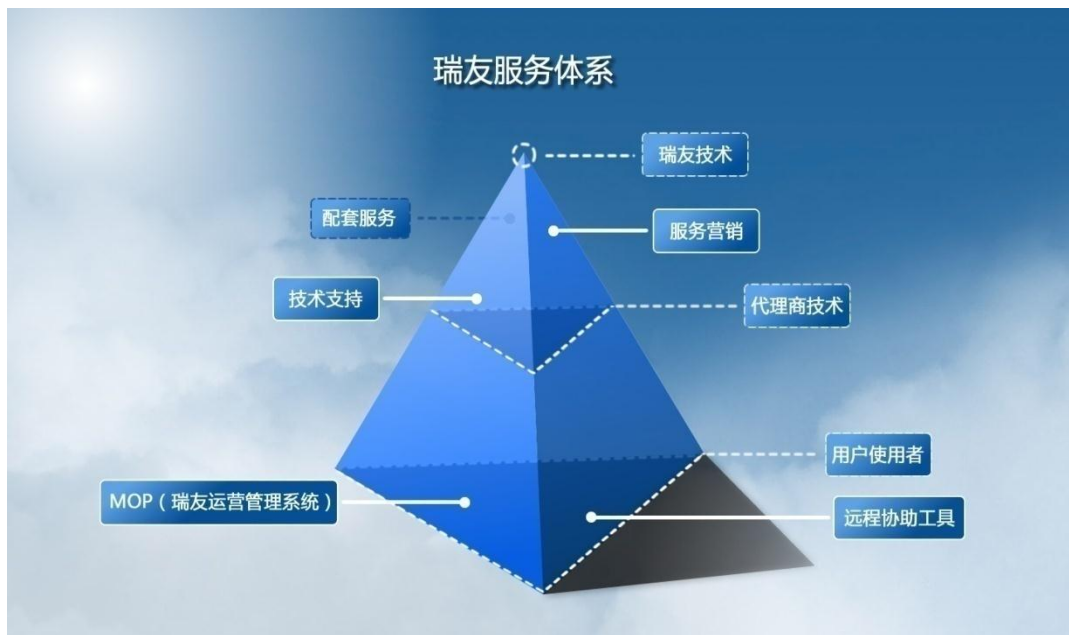 瑞友服务体系
瑞友技术
配套服务
服务营销
技术支持
代理商技术
用户使用者
MOP（瑞友运营管理系统）
远程协助工具